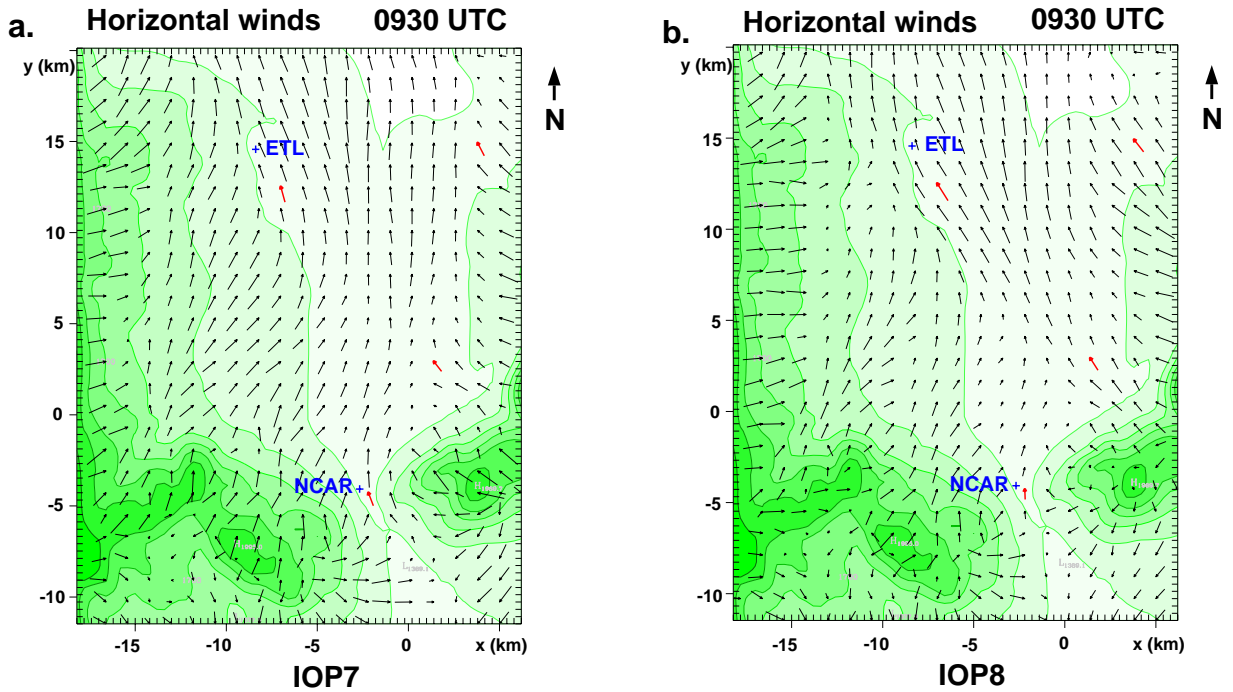 a.
Horizontal winds 0930 UTC
y (km)
N
15
+ ETL
10
5
0
NCAR +
-5
-10
-15 -10 -5 0 x (km)
IOP7
b.
Horizontal winds 0930 UTC
y (km)
N
15
+ ETL
10
5
0
NCAR +
-5
-10
-15 -10 -5 0 x (km)
IOP8